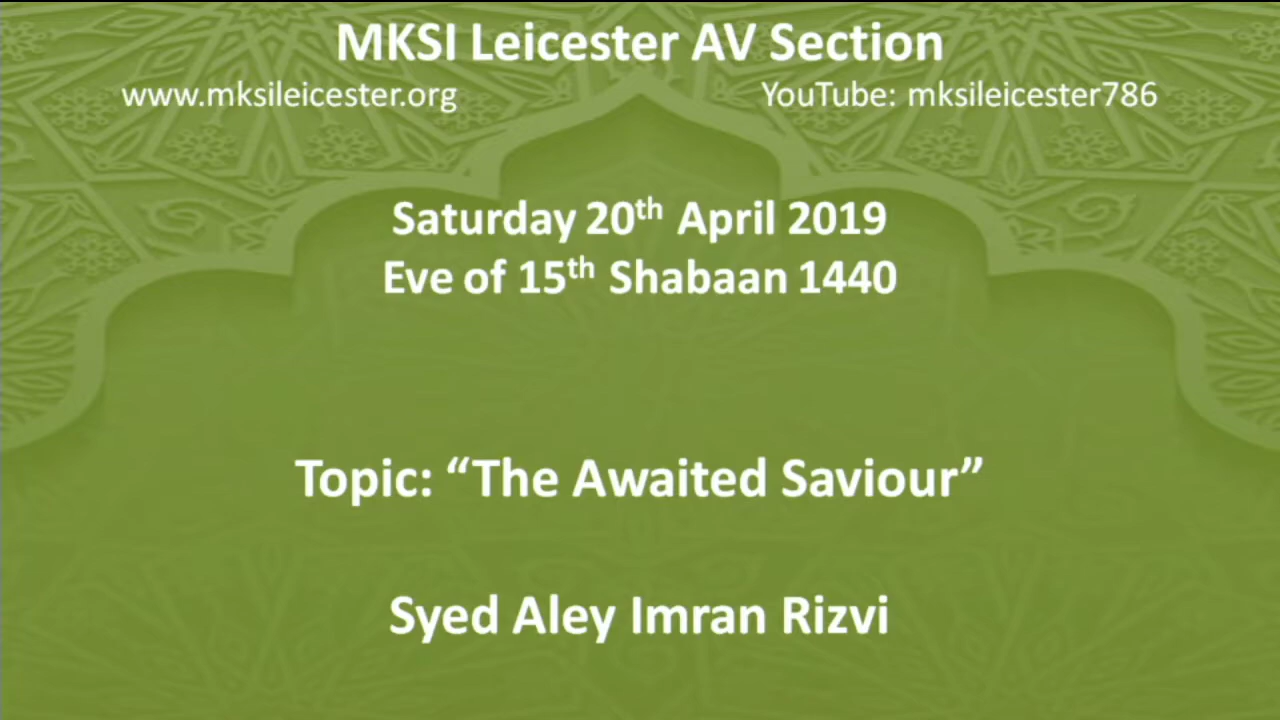 MKSI Leicester AV Section
www.mksileicester.org YouTube: mksileicester786
Saturday 20th April 2019
Eve of 15th Shabaan 1440
Topic: “The Awaited Saviour”
Syed Aley Imran Rizvi